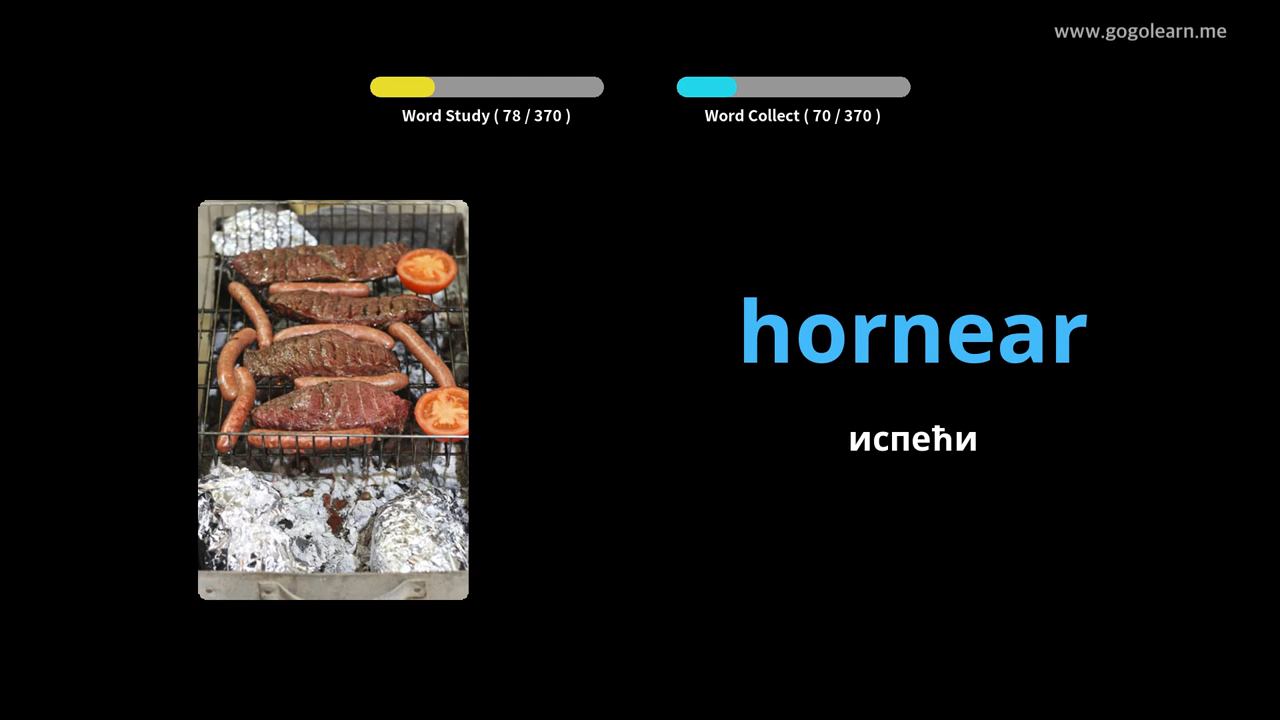 www.gogolearn.me
Word Study ( 78 / 370 )
Word Collect ( 70 / 370 )
hornear
испећи